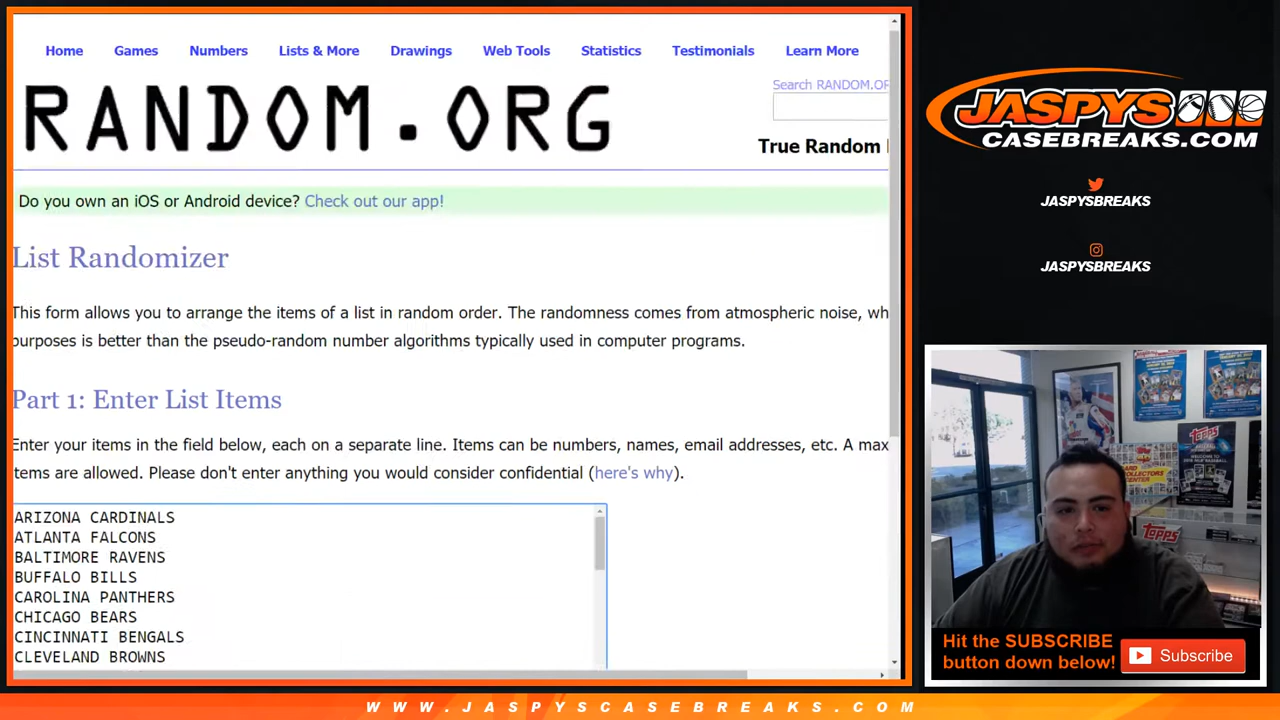 Home Games Numbers Lists & More Drawings Web Tools Statistics Testimonials Learn More
RANDOM.ORG
Search RANDOM.OR
True Random
Do you own an iOS or Android device? Check out our app!
List Randomizer
This form allows you to arrange the items of a list in random order. The randomness comes from atmospheric noise, wh
purposes is better than the pseudo-random number algorithms typically used in computer programs.
Part 1: Enter List Items
Enter your items in the field below, each on a separate line. Items can be numbers, names, email addresses, etc. A max
items are allowed. Please don't enter anything you would consider confidential (here's why).
ARIZONA CARDINALS
ATLANTA FALCONS
BALTIMORE RAVENS
BUFFALO BILLS
CAROLINA PANTHERS
CHICAGO BEARS
CINCINNATI BENGALS
CLEVELAND BROWNS
JASPYS
CASEBREAKS.COM
JASPYSBREAKS
JASPYSBREAKS
topps
topps
Hit the SUBSCRIBE
button down below!
Subscribe
WWW.JASPYSCASEBREAKS.COM